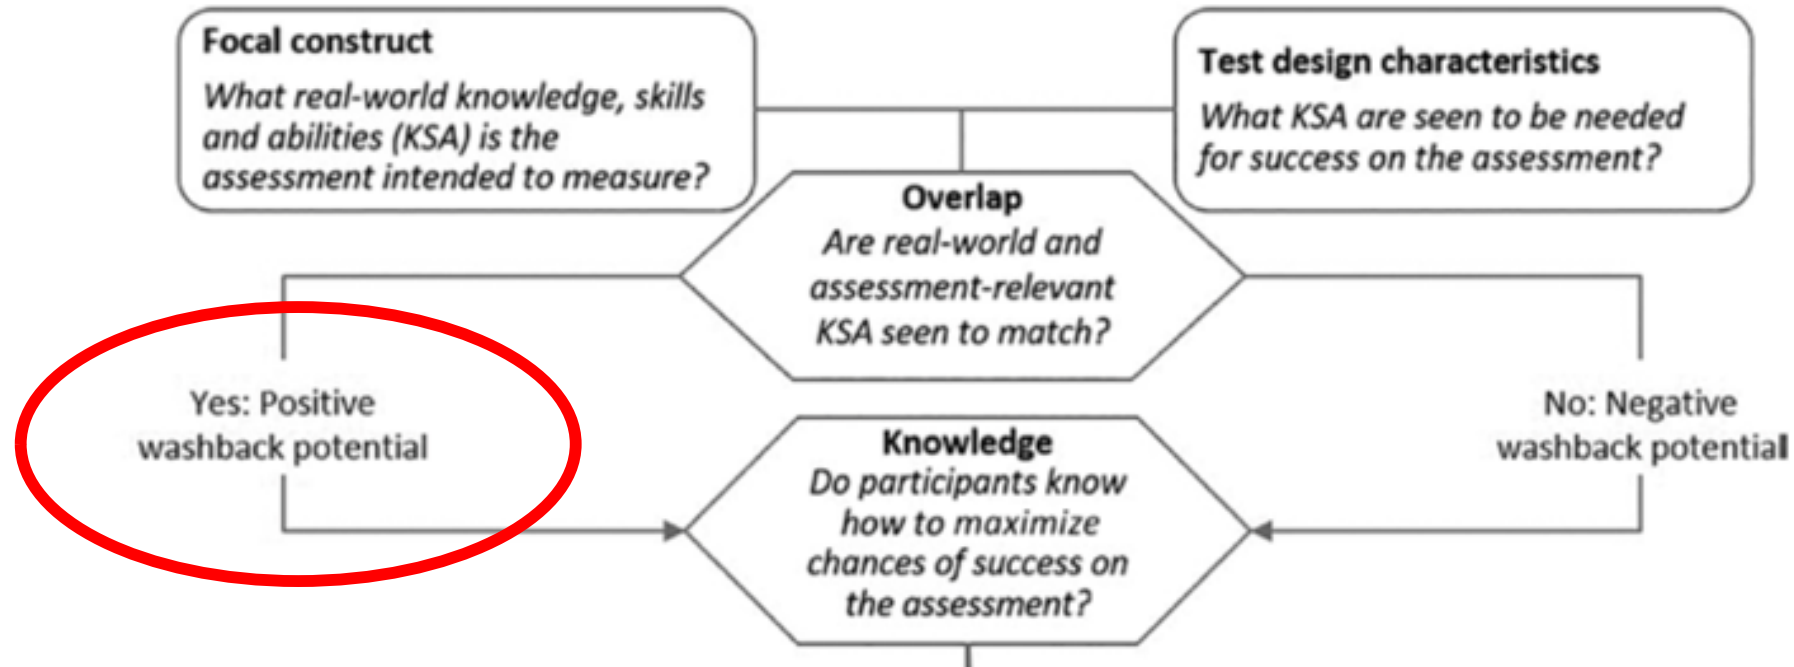 Focal construct
What real-world knowledge, skills
and abilities (KSA) is the
assessment intended to measure?
Test design characteristics
What KSA are seen to be needed
for success on the assessment?
Overlap
Are real-world and
assessment-relevant
KSA seen to match?
Yes: Positive
washback potential
No: Negative
washback potential
Knowledge
Do participants know
how to maximize
chances of success on
the assessment?